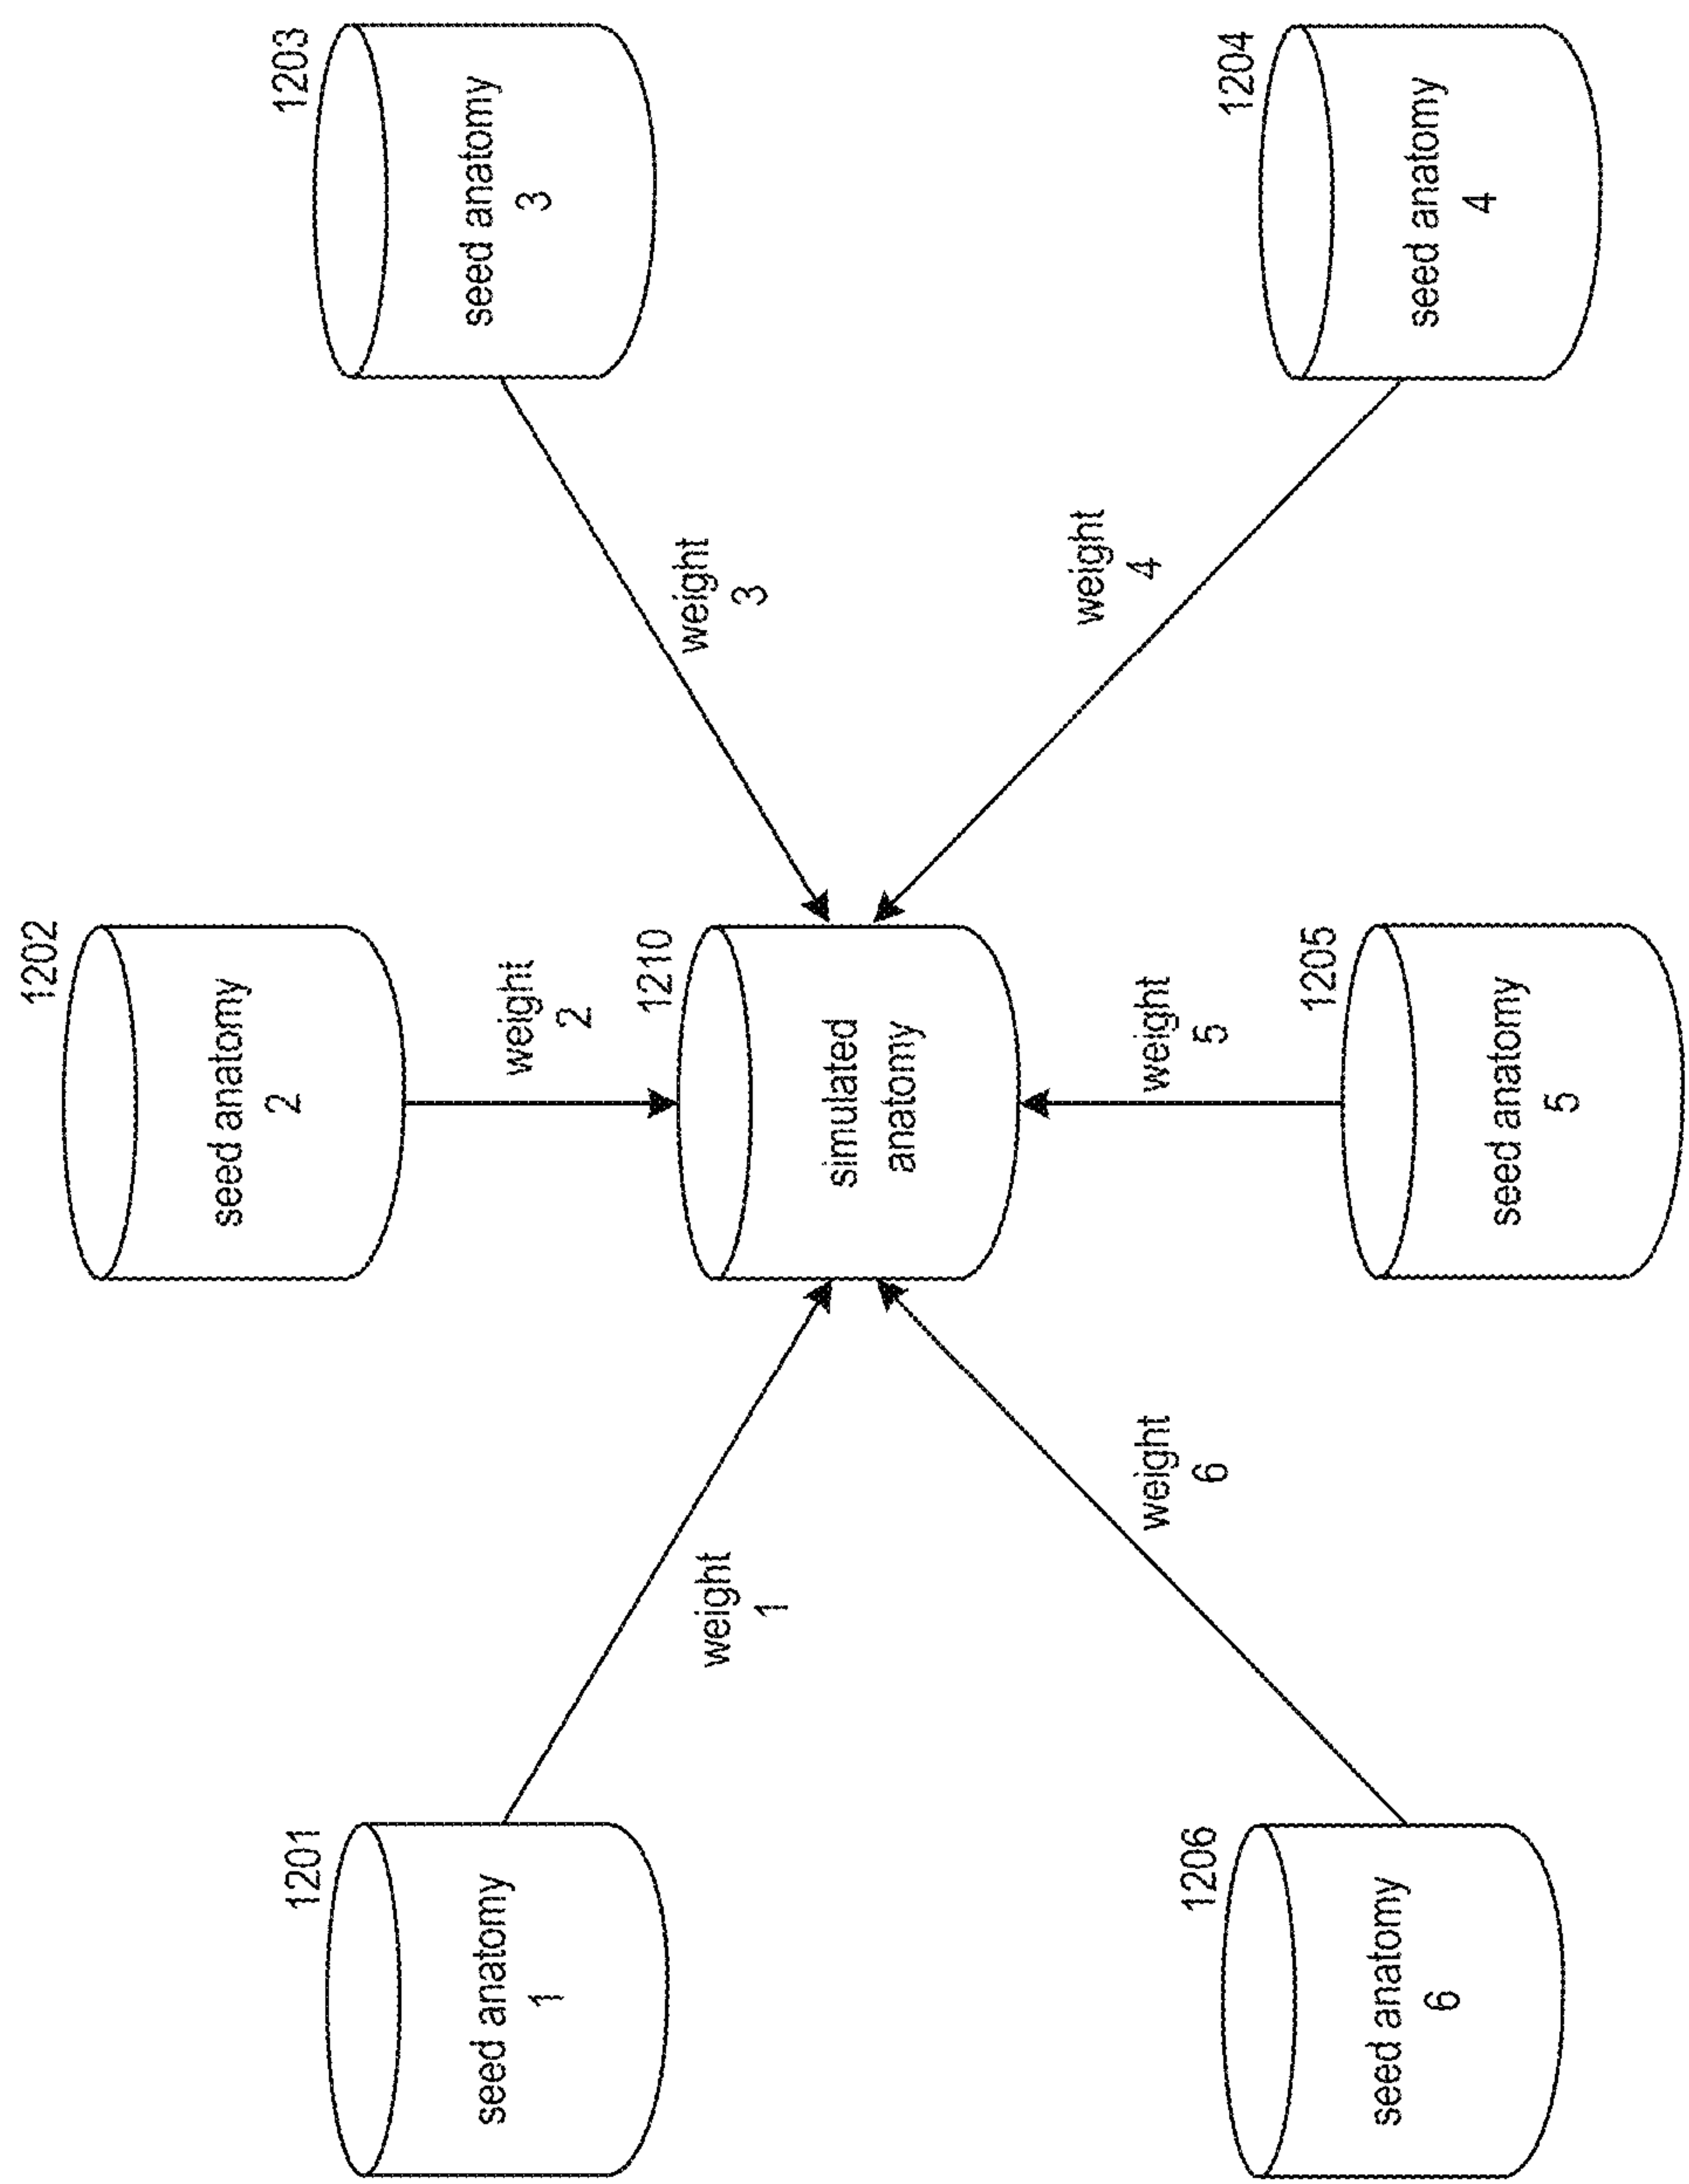 1201
seed anatomy
1
weight
1
1202
seed anatomy
2
weight
2
1203
seed anatomy
3
weight
3
1210
simulated
anatomy
1206
seed anatomy
6
weight
6
1205
seed anatomy
5
weight
5
1204
seed anatomy
4
weight
4